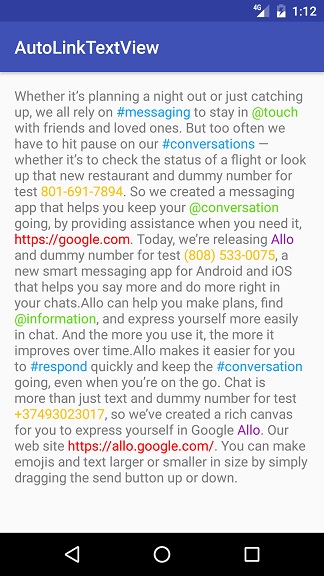 4G 1:12
AutoLinkTextView
Whether it's planning a night out or just catching
up, we all rely on #messaging to stay in @touch
with friends and loved ones. But too often we
have to hit pause on our #conversations —
whether it's to check the status of a flight or look
up that new restaurant and dummy number for
test 801-691-7894. So we created a messaging
app that helps you keep your @conversation
going, by providing assistance when you need it,
https://google.com. Today, we're releasing Allo
and dummy number for test (808) 533-0075, a
new smart messaging app for Android and iOS
that helps you say more and do more right in
your chats.Allo can help you make plans, find
@information, and express yourself more easily
in chat. And the more you use it, the more it
improves over time.Allo makes it easier for you
to #respond quickly and keep the #conversation
going, even when you're on the go. Chat is
more than just text and dummy number for test
+37493023017, so we've created a rich canvas
for you to express yourself in Google Allo. Our
web site https://allo.google.com/. You can make
emojis and text larger or smaller in size by simply
dragging the send button up or down.